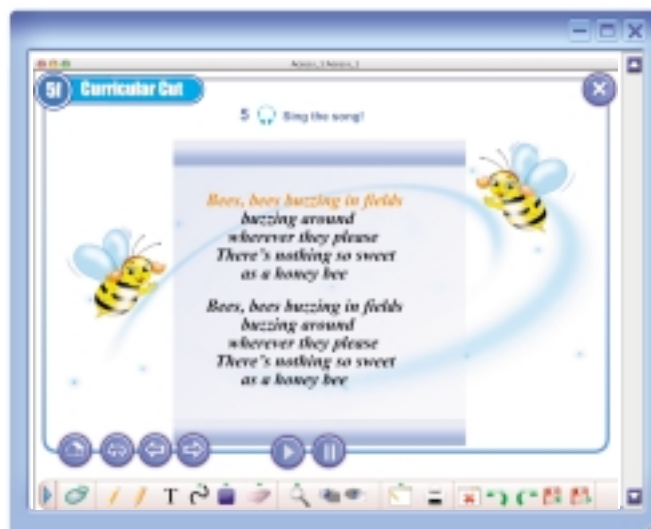 5f Curricular Cut
5 Sing the song!
Bees, bees buzzing in fields
buzzing around
wherever they please
There's nothing so sweet
as a honey bee
Bees, bees buzzing in fields
buzzing around
wherever they please
There's nothing so sweet
as a honey bee
T